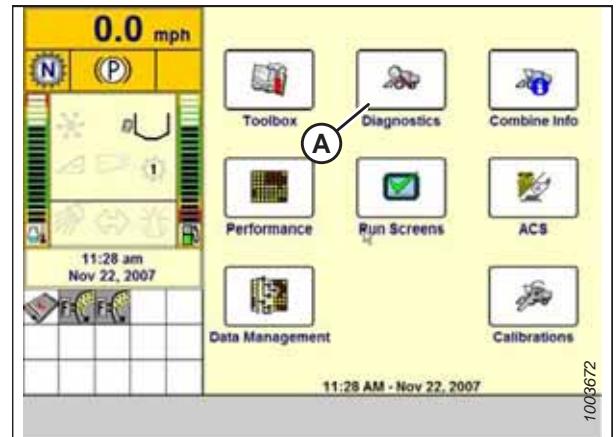 0.0 mph
N
(P)
1
11:28 am
Nov 22, 2007
F F
Toolbox
Diagnostics
Combine Info
A
Performance
Run Screens
ACS
Data Management
Calibrations
11:28 AM - Nov 22, 2007
1003672